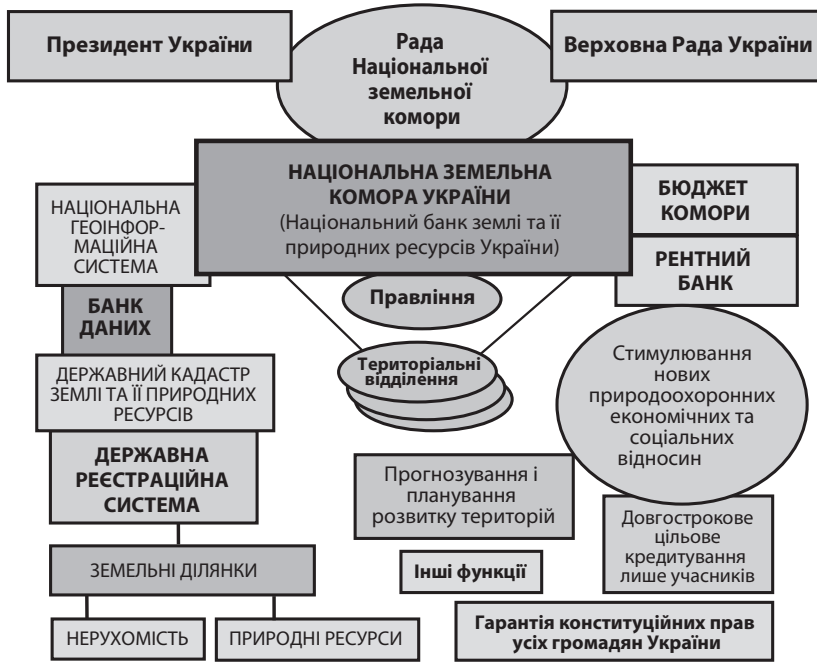 Президент України
Рада
Національної
земельної
комори
Верховна Рада України
НАЦІОНАЛЬНА ЗЕМЕЛЬНА
КОМОРА УКРАЇНИ
(Національний банк землі та її
природних ресурсів України)
НАЦІОНАЛЬНА
ГЕОІНФОР-
МАЦІЙНА
СИСТЕМА
БАНК
ДАНИХ
ДЕРЖАВНИЙ КАДАСТР
ЗЕМЛІ ТА ЇЇ ПРИРОДНИХ
РЕСУРСІВ
ДЕРЖАВНА
РЕЄСТРАЦІЙНА
СИСТЕМА
ЗЕМЕЛЬНІ ДІЛЯНКИ
НЕРУХОМІСТЬ
ПРИРОДНІ РЕСУРСИ
Правління
Територіальні
відділення
Прогнозування і
планування
розвитку територій
Інші функції
БЮДЖЕТ
КОМОРИ
РЕНТНИЙ
БАНК
Стимулювання
нових
природоохоронних
економічних та
соціальних
відносин
Довгострокове
цільове
кредитування
лише учасників
Гарантія конституційних прав
усіх громадян України